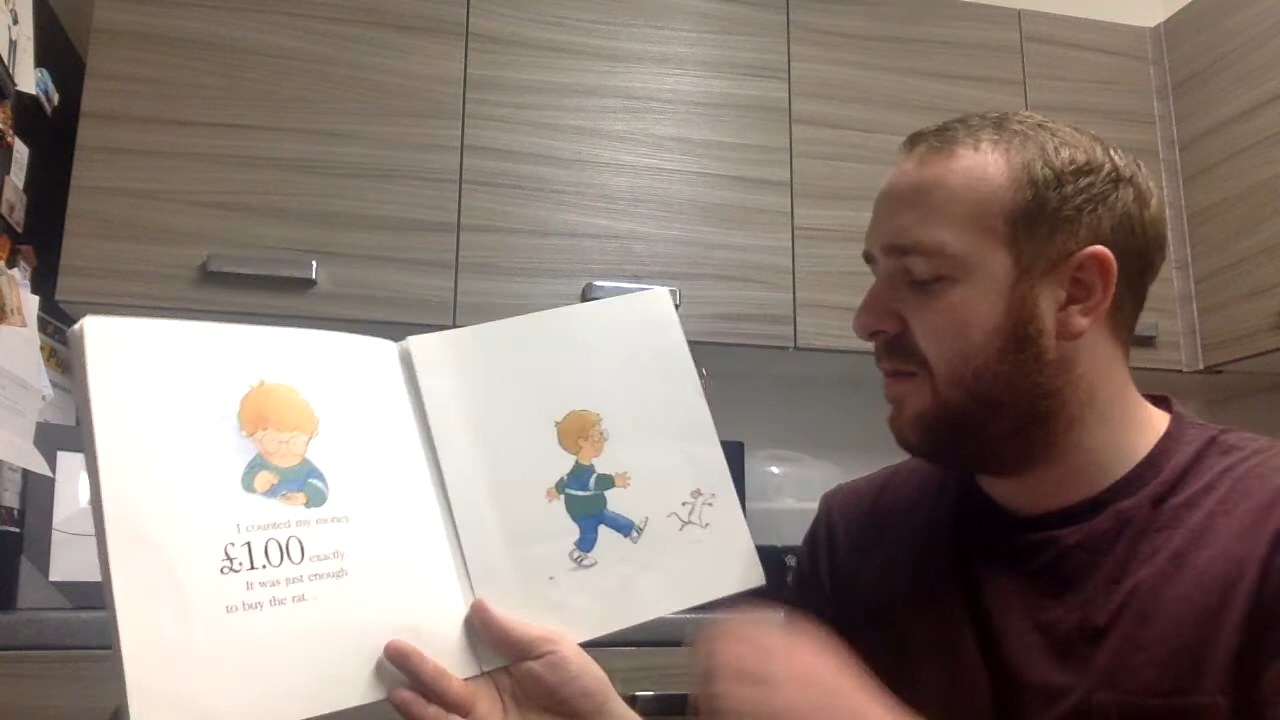 I counted my money
£1.00 exactly.
It was just enough
to buy the rat...